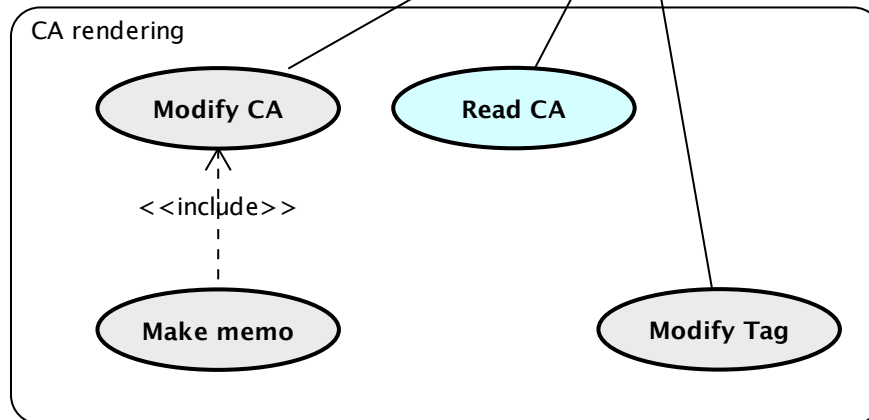 CA rendering
Modify CA
Read CA
<<include>>
Make memo
Modify Tag